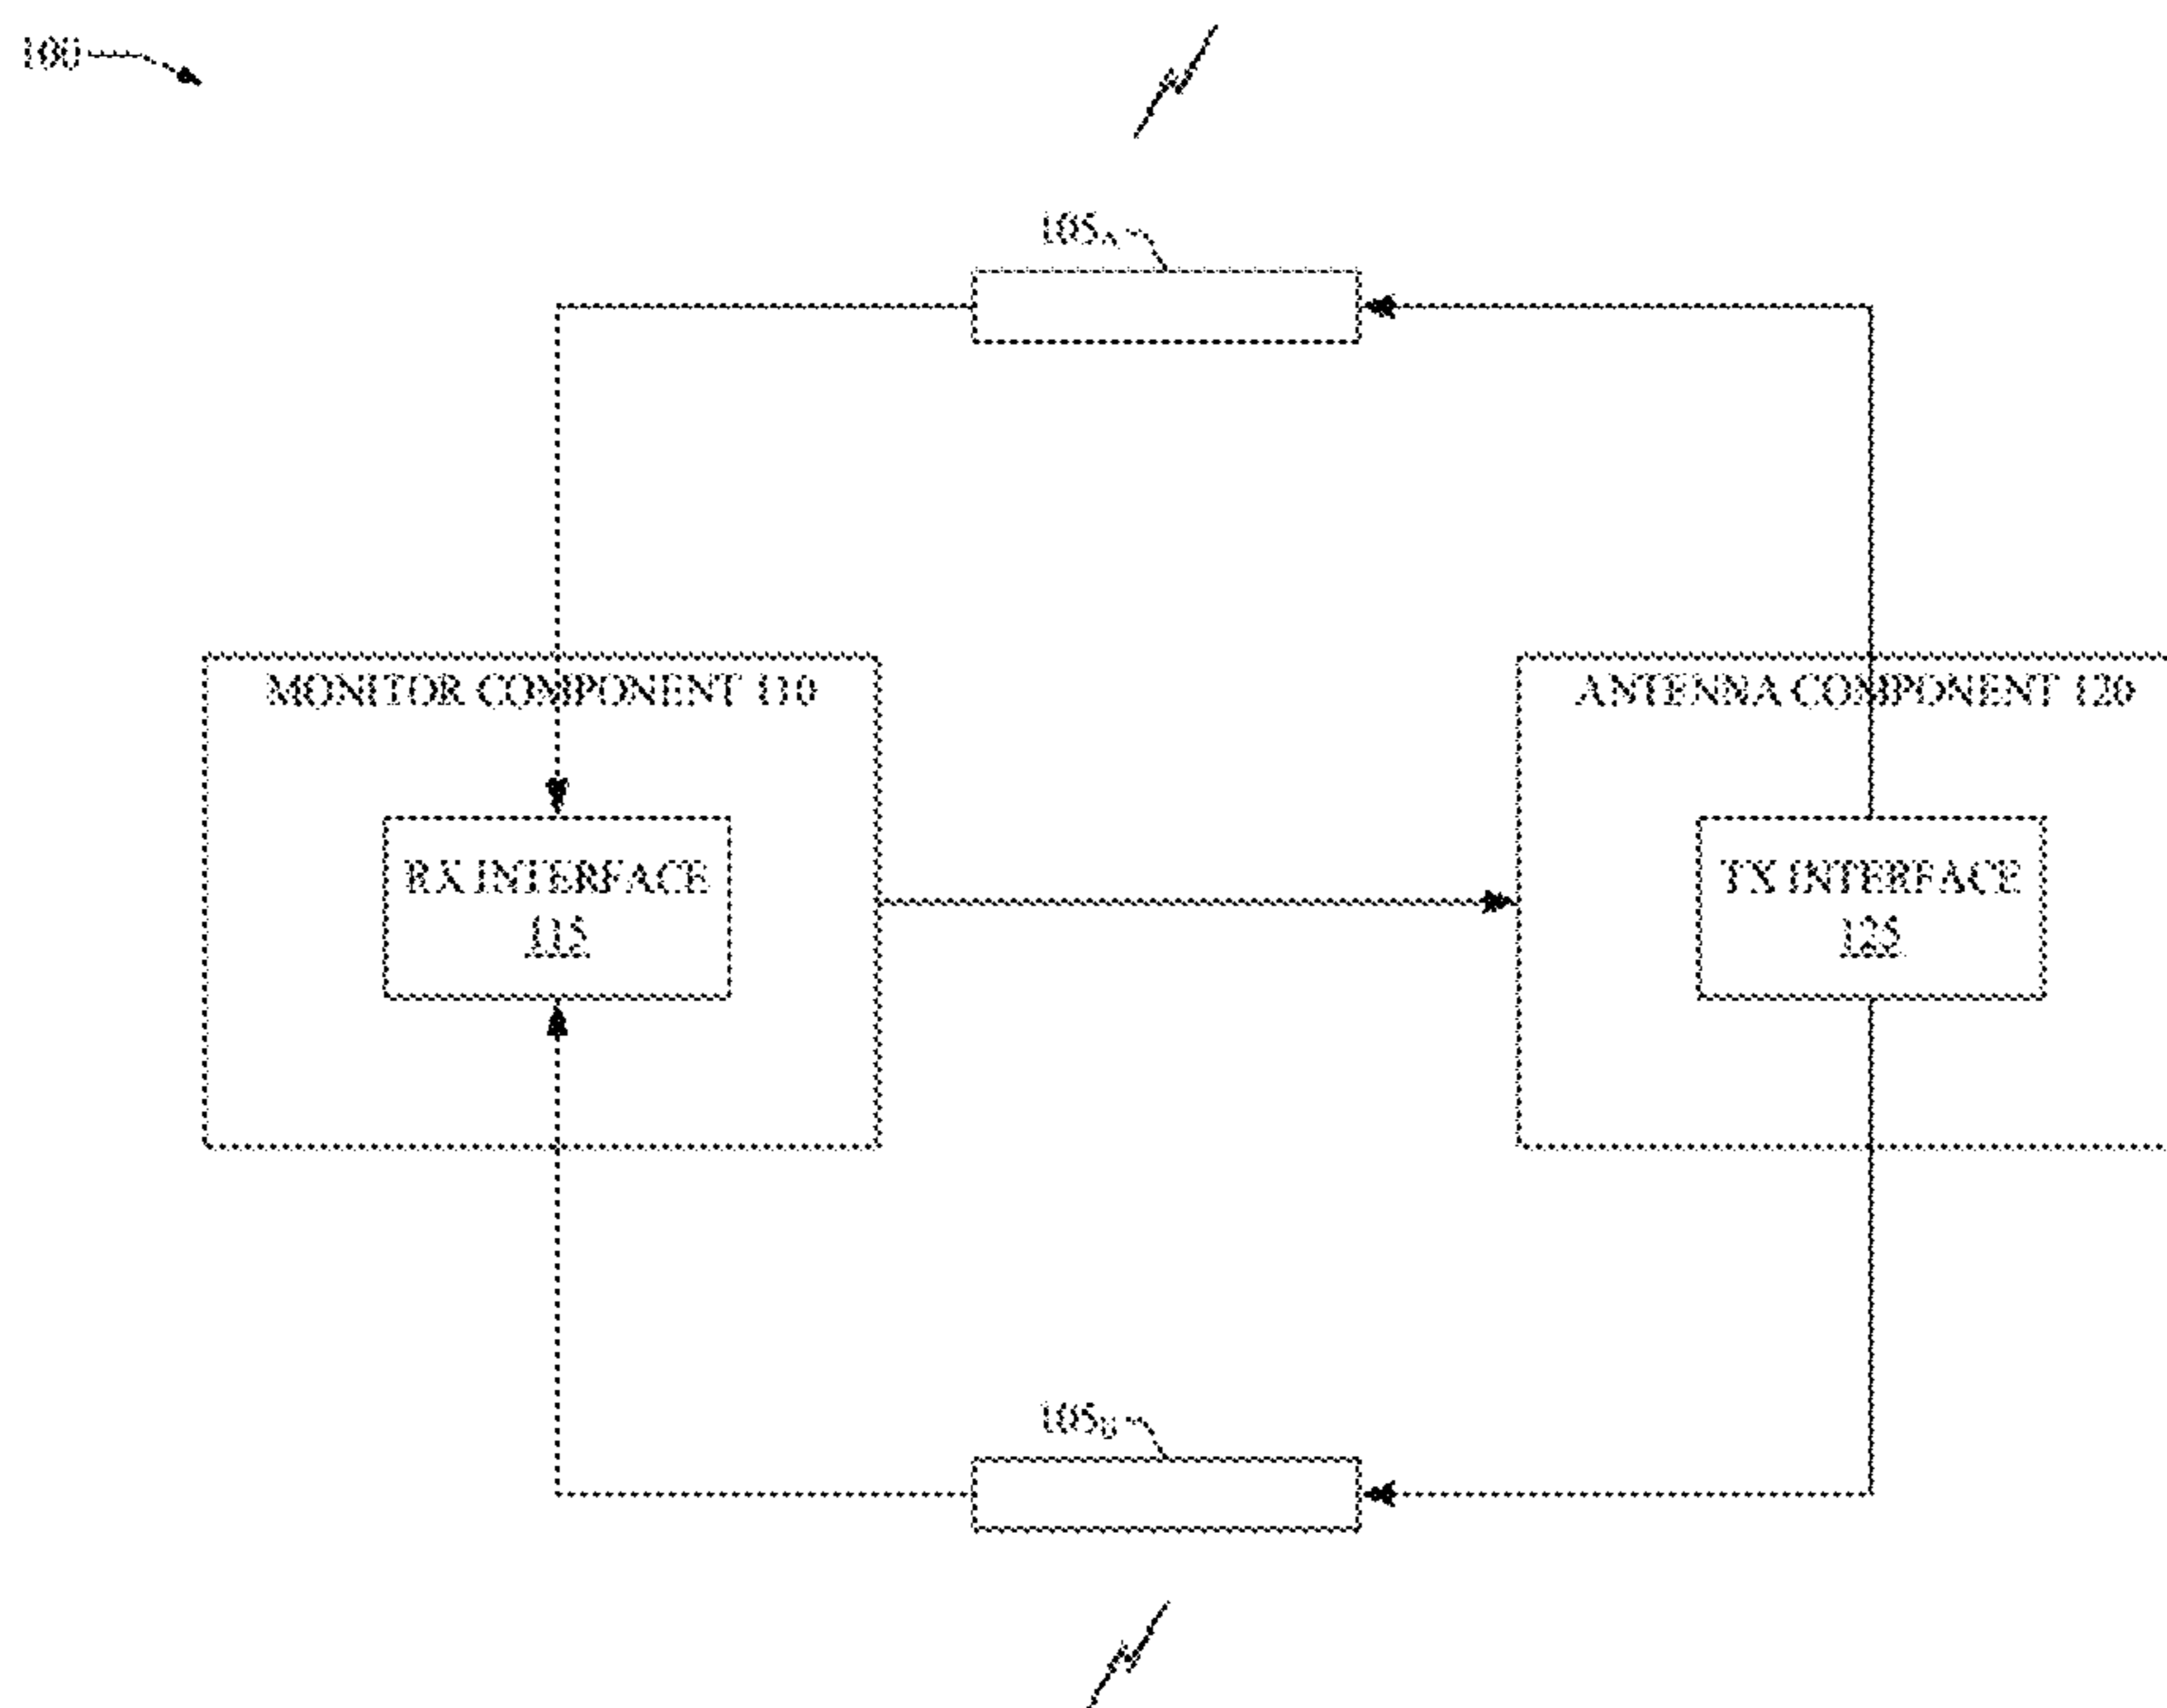 100
105A
MONITOR COMPONENT 110
ANTENNA COMPONENT 120
RX INTERFACE
115
TX INTERFACE
125
105B